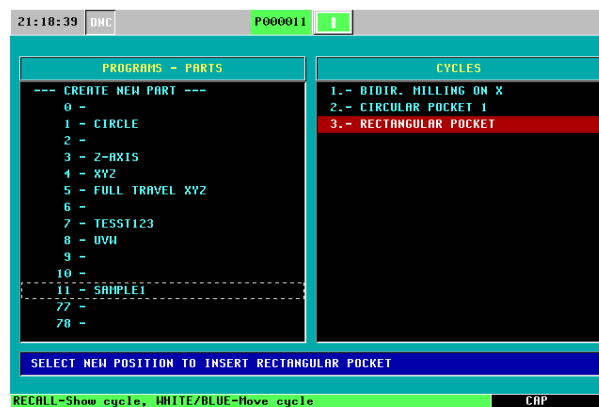 21:18:39 DNC P000011
PROGRAMS - PARTS
--- CREATE NEW PART ---
0 -
1 - CIRCLE
2 -
3 - Z-AXIS
4 - XYZ
5 - FULL TRAVEL XYZ
6 -
7 - TESST123
8 - UVW
9 -
10 -
11 - SAMPLE1
77 -
78 -
CYCLES
1.- BIDIR. MILLING ON X
2.- CIRCULAR POCKET 1
3.- RECTANGULAR POCKET
SELECT NEW POSITION TO INSERT RECTANGULAR POCKET
RECALL-Show cycle, WHITE/BLUE-Move cycle CAP